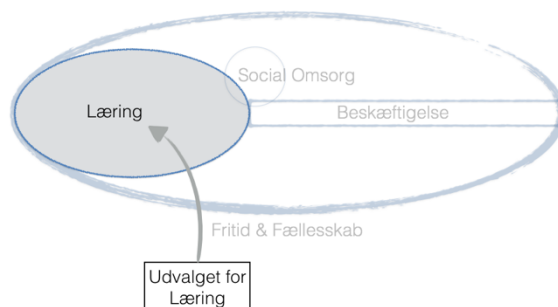 Social Omsorg
Læring
Beskæftigelse
Fritid & Fællesskab
Udvalget for
Læring